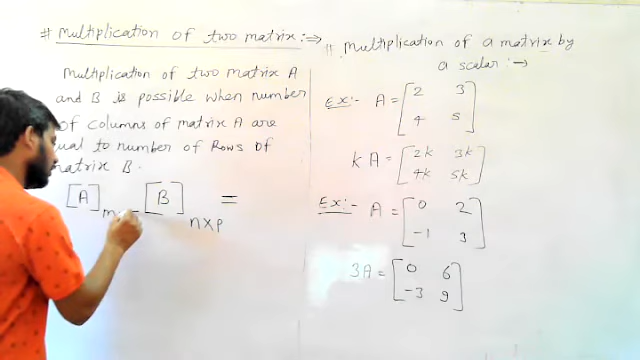 # Multiplication of two matrix :⇒
Multiplication of two matrix A
and B is possible when number
of columns of matrix A are
ual to number of Rows of
matrix B.
[A]m [B]n×p =
# Multiplication of a matrix by
a scalar :→
Ex:- A = [2 3
4 5]
kA = [2k 3k
4k 5k]
Ex:- A = [0 2
-1 3]
3A = [0 6
-3 9]